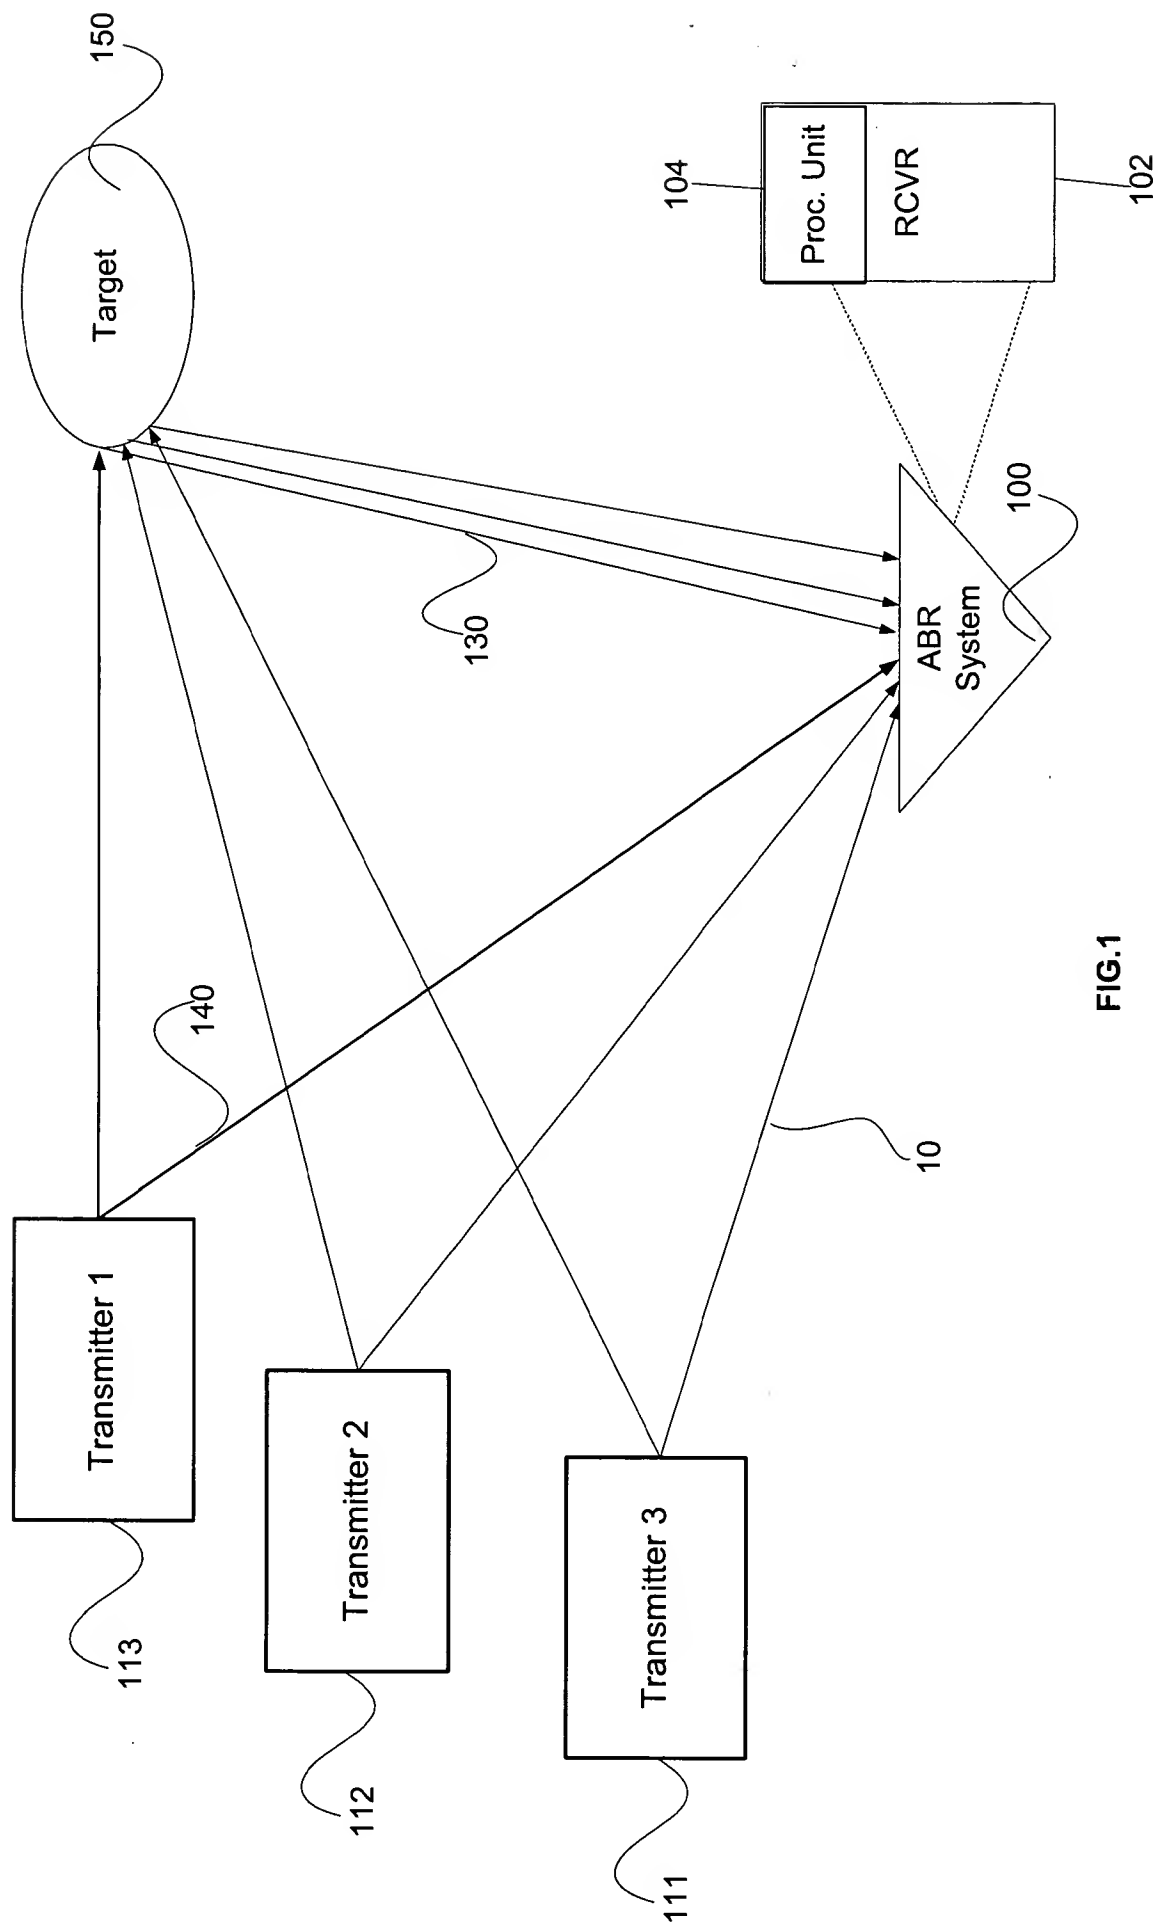 113
Transmitter 1
140
Target
150
112
Transmitter 2
130
111
Transmitter 3
10
ABR
System
100
104
Proc. Unit
RCVR
102
FIG.1